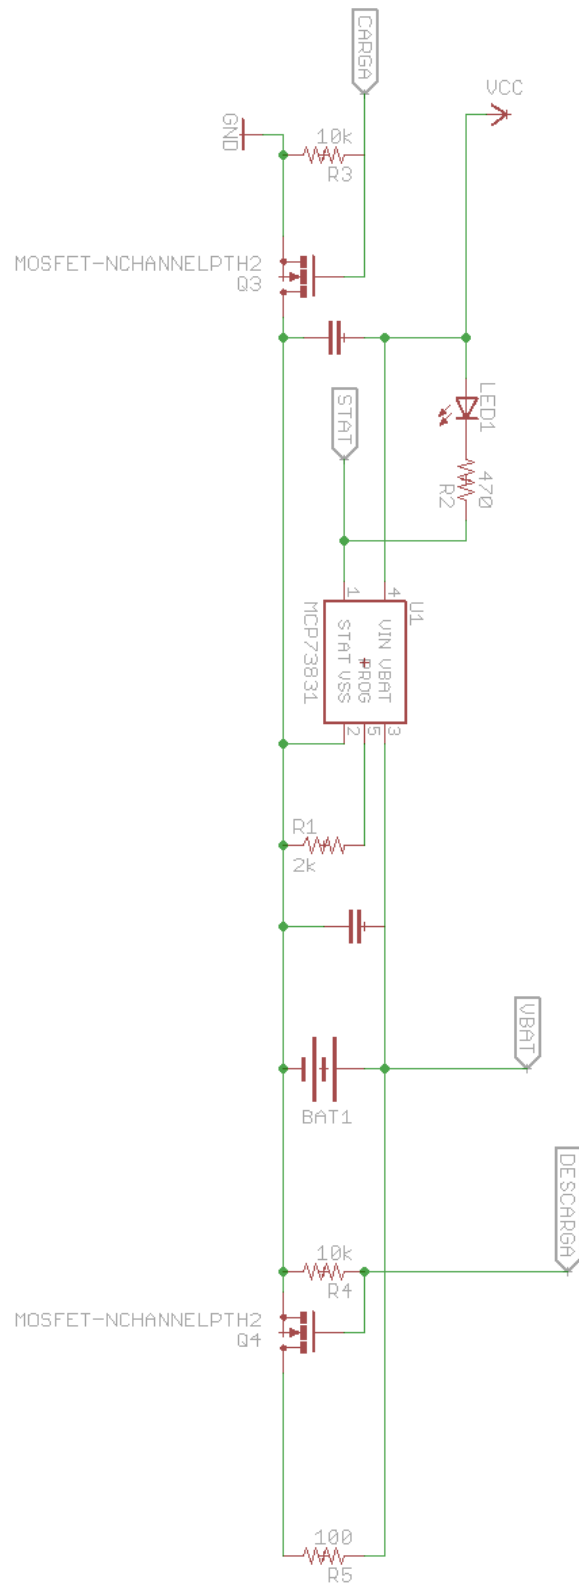 CARGA
VCC
GND
10k
R3
MOSFET-NCHANNELPTH2
Q3
LED1
STAT
470
R2
1
4
U1
MCP73831
VIN VBAT
PROG
STAT VSS
2
5
3
R1
2k
VBAT
BAT1
DESCARGA
10k
R4
MOSFET-NCHANNELPTH2
Q4
100
R5